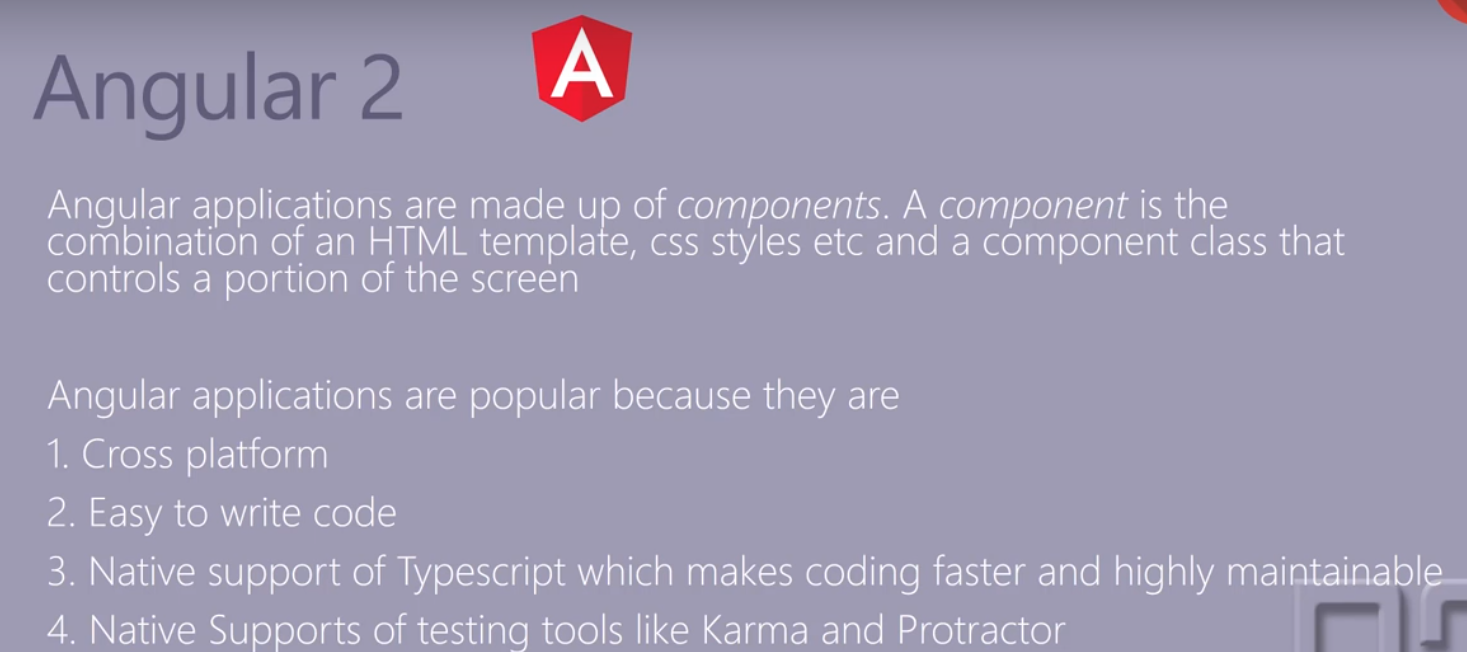 Angular 2
A
Angular applications are made up of components. A component is the
combination of an HTML template, css styles etc and a component class that
controls a portion of the screen
Angular applications are popular because they are
1. Cross platform
2. Easy to write code
3. Native support of Typescript which makes coding faster and highly maintainable
4. Native Supports of testing tools like Karma and Protractor